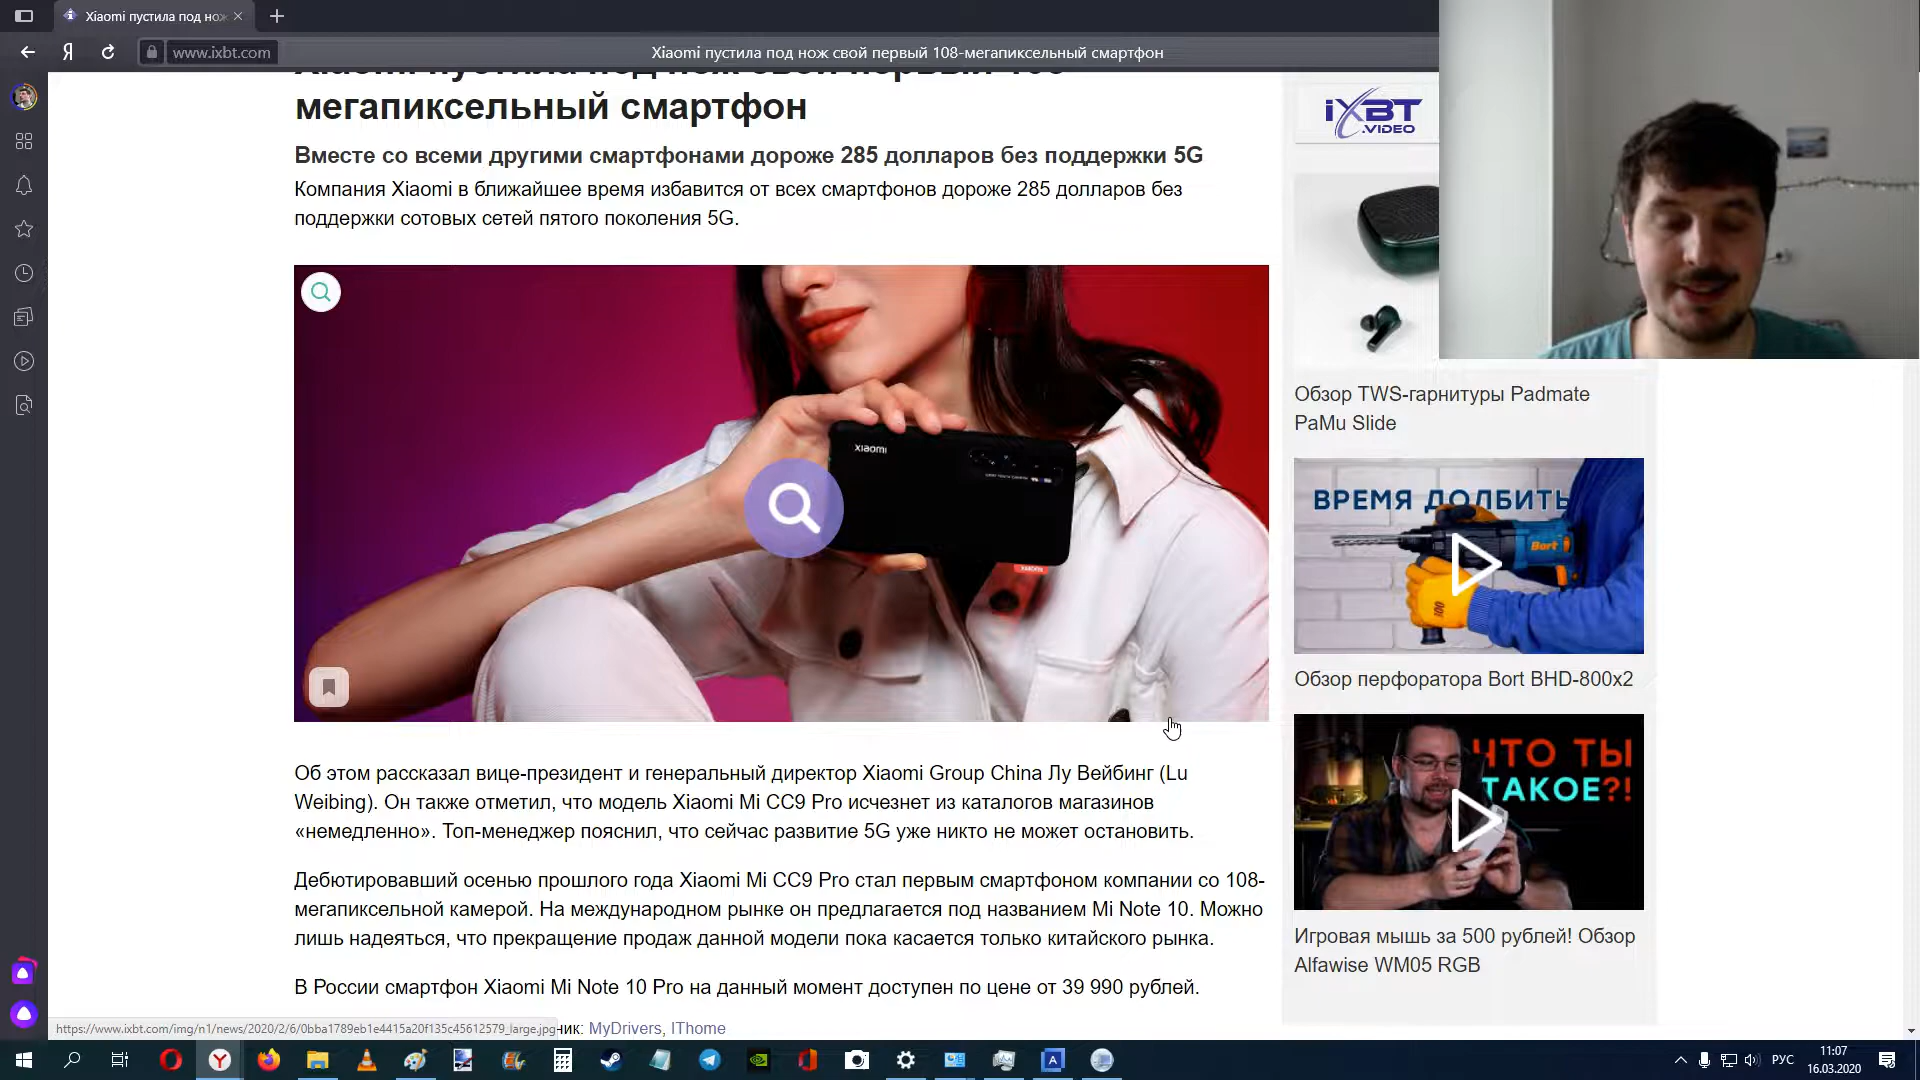 Xiaomi пустила под нож
www.ixbt.com
Xiaomi пустила под нож свой первый 108-мегапиксельный смартфон
Xiaomi пустила под нож свой первый 108-
мегапиксельный смартфон
Вместе со всеми другими смартфонами дороже 285 долларов без поддержки 5G
Компания Xiaomi в ближайшее время избавится от всех смартфонов дороже 285 долларов без
поддержки сотовых сетей пятого поколения 5G.
xiaomi
Об этом рассказал вице-президент и генеральный директор Xiaomi Group China Лу Вейбинг (Lu
Weibing). Он также отметил, что модель Xiaomi Mi CC9 Pro исчезнет из каталогов магазинов
«немедленно». Топ-менеджер пояснил, что сейчас развитие 5G уже никто не может остановить.
Дебютировавший осенью прошлого года Xiaomi Mi CC9 Pro стал первым смартфоном компании со 108-
мегапиксельной камерой. На международном рынке он предлагается под названием Mi Note 10. Можно
лишь надеяться, что прекращение продаж данной модели пока касается только китайского рынка.
В России смартфон Xiaomi Mi Note 10 Pro на данный момент доступен по цене от 39 990 рублей.
ник: MyDrivers, IThome
https://www.ixbt.com/img/n1/news/2020/2/6/0bba1789eb1e4415a20f135c45612579_large.jpg
iXBT
.VIDEO
Обзор TWS-гарнитуры Padmate
PaMu Slide
ВРЕМЯ ДОЛБИТЬ
Bort
100
Обзор перфоратора Bort BHD-800x2
ЧТО ТЫ
ТАКОЕ?!
Игровая мышь за 500 рублей! Обзор
Alfawise WM05 RGB
РУС
11:07
16.03.2020